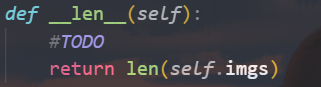 def __len__(self):
    #TODO
    return len(self.imgs)